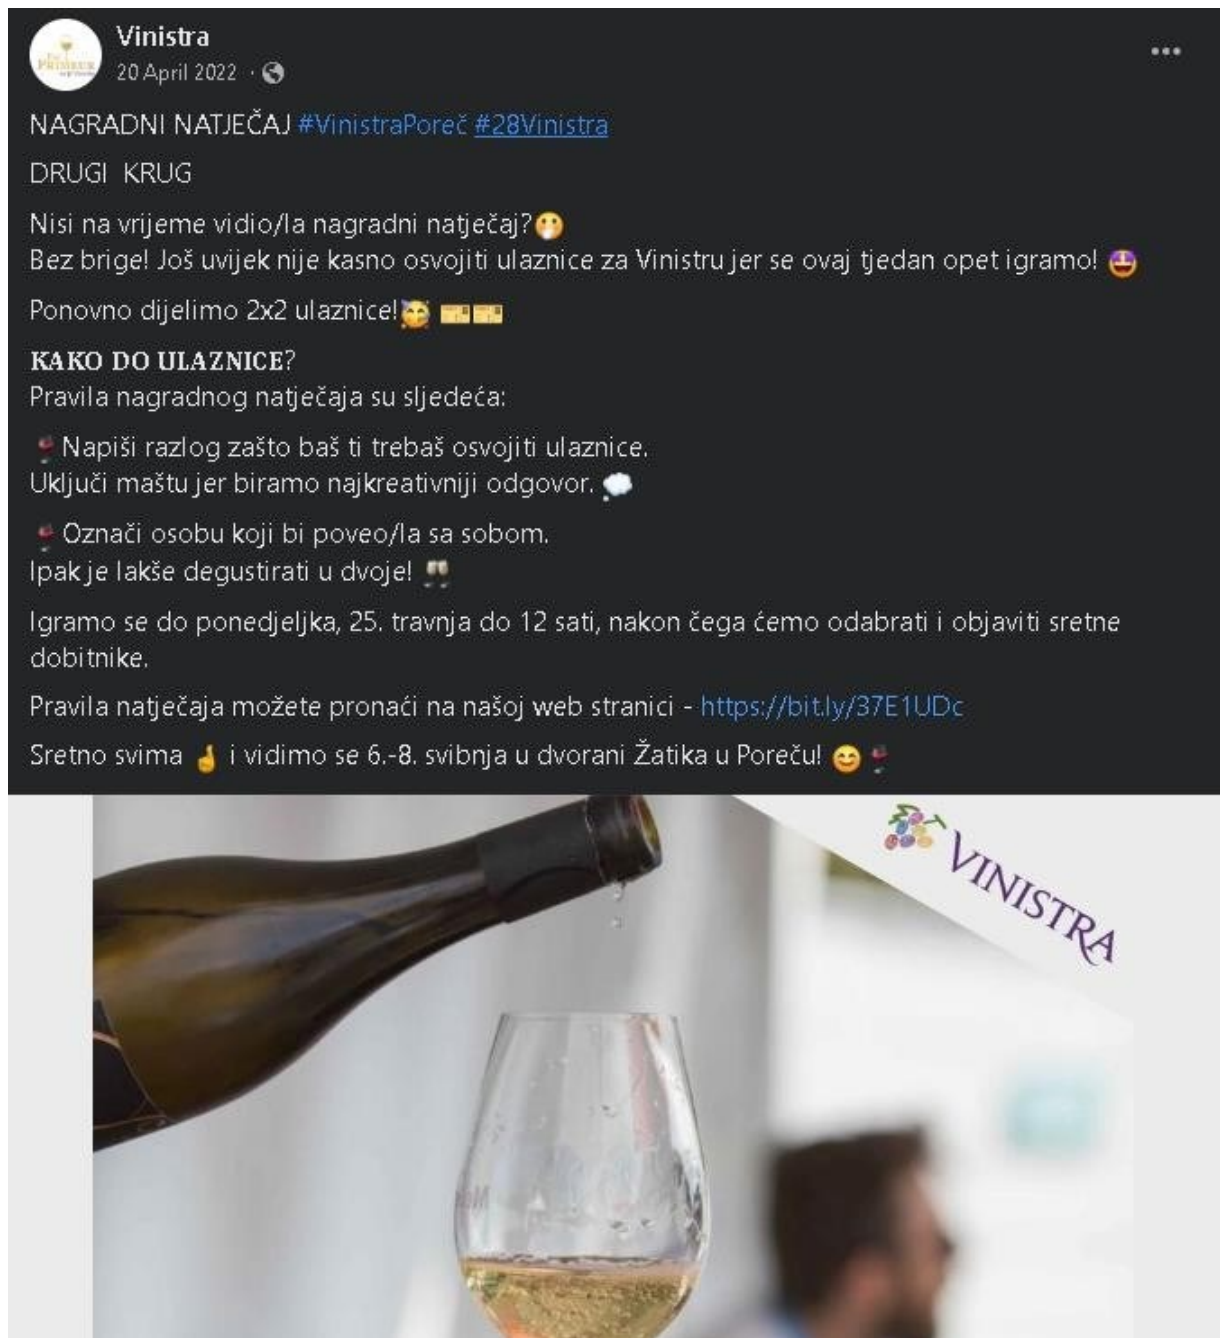 Vinistra
20 April 2022 ·
NAGRADNI NATJEČAJ #VinistraPoreč #28Vinistra
DRUGI KRUG
Nisi na vrijeme vidio/la nagradni natječaj?🫢
Bez brige! Još uvijek nije kasno osvojiti ulaznice za Vinistru jer se ovaj tjedan opet igramo! 🤩
Ponovno dijelimo 2x2 ulaznice!🥳 🎫🎫
KAKO DO ULAZNICE?
Pravila nagradnog natječaja su sljedeća:
🍷Napiši razlog zašto baš ti trebaš osvojiti ulaznice.
Uključi maštu jer biramo najkreativniji odgovor. 💭
🍷Označi osobu koji bi poveo/la sa sobom.
Ipak je lakše degustirati u dvoje! 🥂
Igramo se do ponedjeljka, 25. travnja do 12 sati, nakon čega ćemo odabrati i objaviti sretne
dobitnike.
Pravila natječaja možete pronaći na našoj web stranici - https://bit.ly/37E1UDc
Sretno svima 🤞 i vidimo se 6.-8. svibnja u dvorani Žatika u Poreču! 😊🍷
VINISTRA